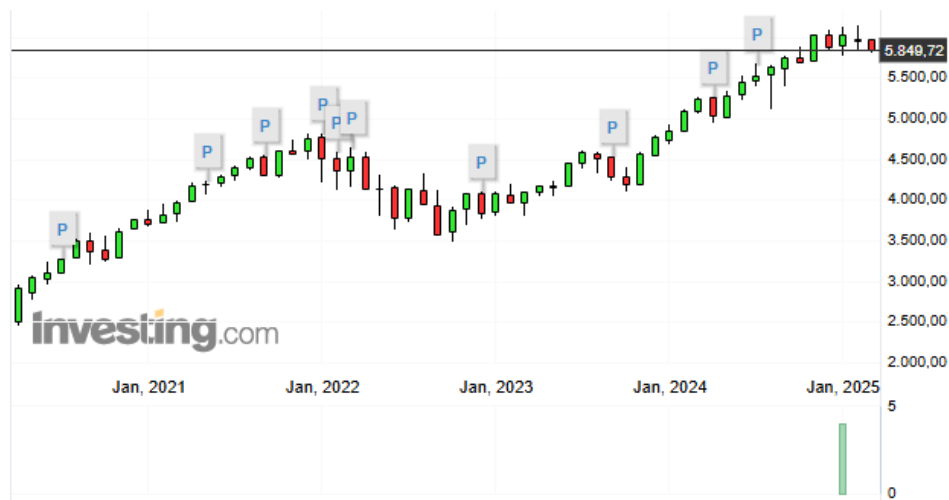 P
P
P
P
P
P
P
P
P
P
5.849,72
5.500,00
5.000,00
4.500,00
4.000,00
3.500,00
3.000,00
2.500,00
2.000,00
Investing.com
Jan, 2021 Jan, 2022 Jan, 2023 Jan, 2024 Jan, 2025
5
0